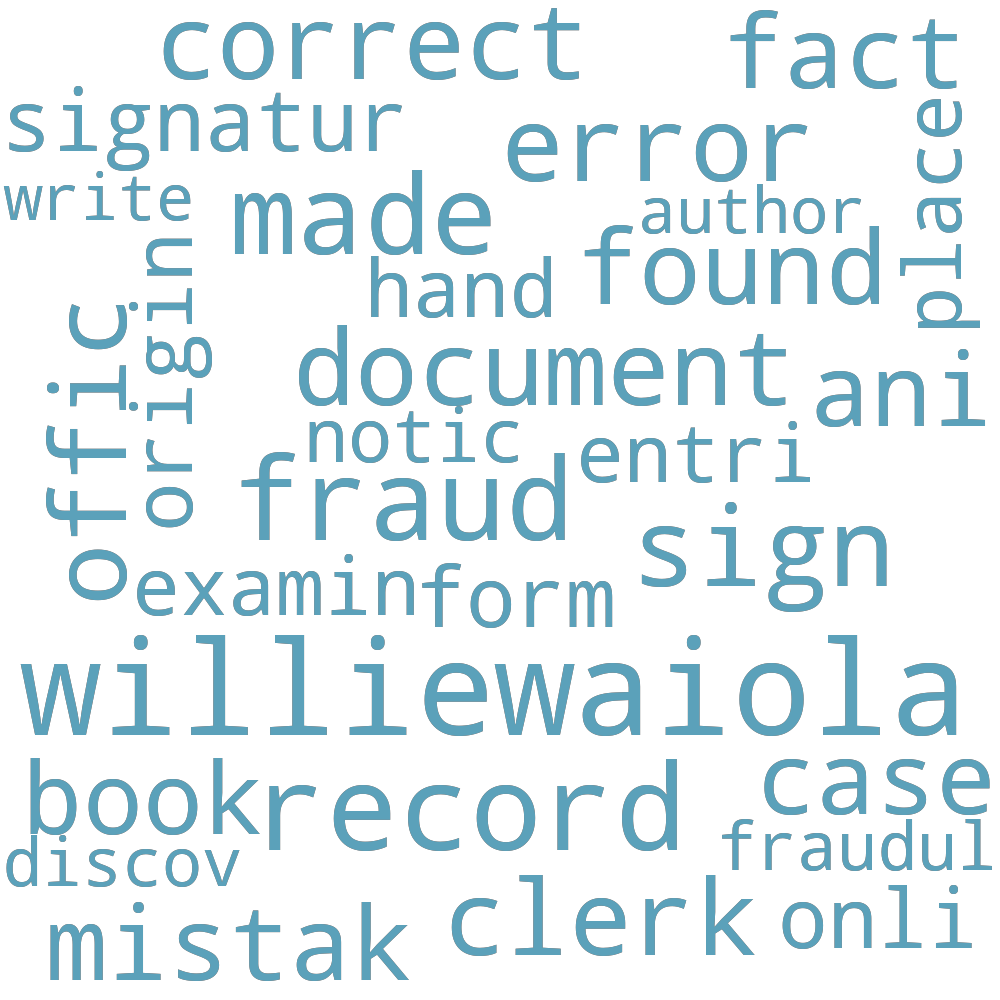 correct
fact
signatur
error
place
write
made
author
found
hand
origin
offic
document
ani
notic
entri
fraud
sign
examin
form
williewaiola
book
record
case
discov
fraudul
mistak
clerk
onli